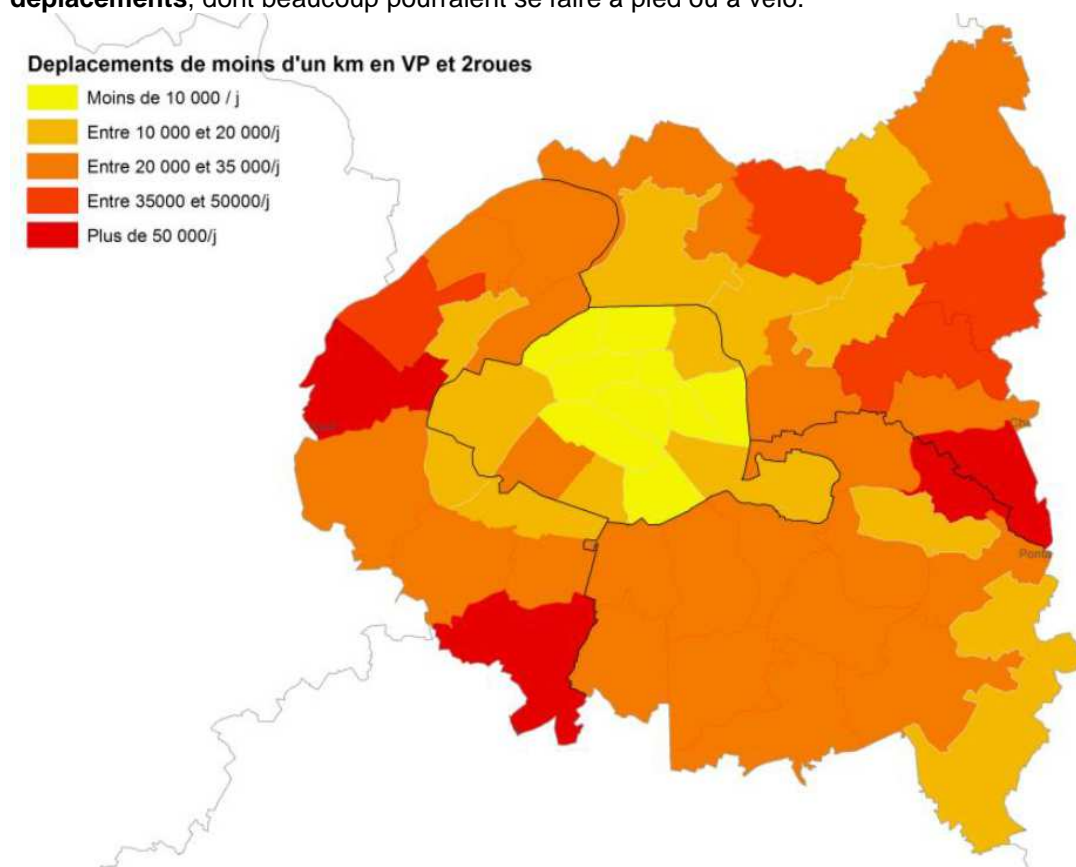 déplacements, dont beaucoup pourraient se faire à pied ou à vélo.
Deplacements de moins d'un km en VP et 2roues
Moins de 10 000 / j
Entre 10 000 et 20 000/j
Entre 20 000 et 35 000/j
Entre 35000 et 50000/j
Plus de 50 000/j